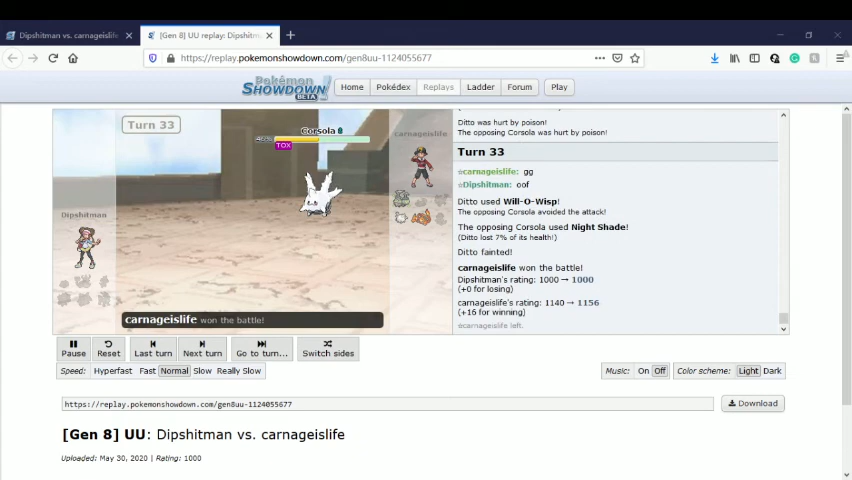 Dipshitman vs. carnageislife
[Gen 8] UU replay: Dipshitm
https://replay.pokemonshowdown.com/gen8uu-1124055677
Pokémon
SHOWDOWN
BETA
Home
Pokédex
Replays
Ladder
Forum
Play
Turn 33
Corsola
TOX
carnageislife
Dipshitman
carnageislife won the battle!
Ditto was hurt by poison!
The opposing Corsola was hurt by poison!
Turn 33
☆carnageislife: gg
☆Dipshitman: oof
Ditto used Will-O-Wisp!
The opposing Corsola avoided the attack!
The opposing Corsola used Night Shade!
(Ditto lost 7% of its health!)
Ditto fainted!
carnageislife won the battle!
Dipshitman's rating: 1000 → 1000
(+0 for losing)
carnageislife's rating: 1140 → 1156
(+16 for winning)
☆carnageislife left.
Pause
Reset
Last turn
Next turn
Go to turn...
Switch sides
Speed: Hyperfast Fast Normal Slow Really Slow
Music: On Off
Color scheme: Light Dark
https://replay.pokemonshowdown.com/gen8uu-1124055677
Download
[Gen 8] UU: Dipshitman vs. carnageislife
Uploaded: May 30, 2020 | Rating: 1000